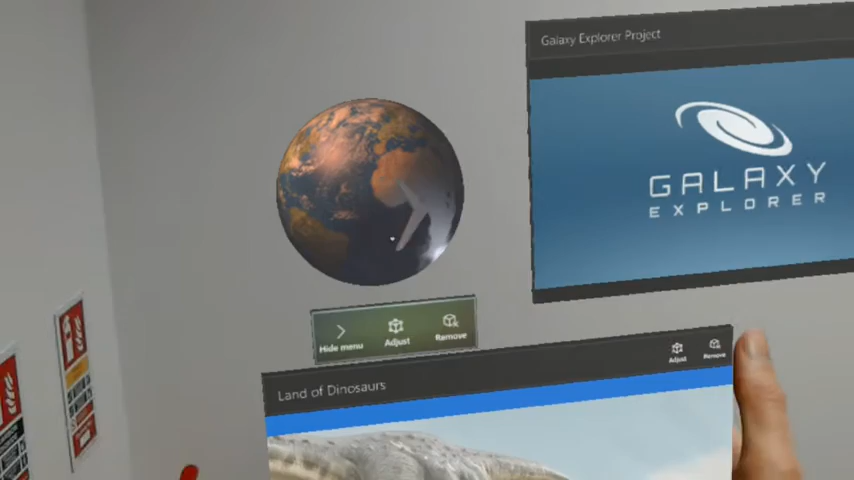 Galaxy Explorer Project
GALAXY
EXPLORER
Hide menu
Adjust
Remove
Land of Dinosaurs
Adjust
Remove